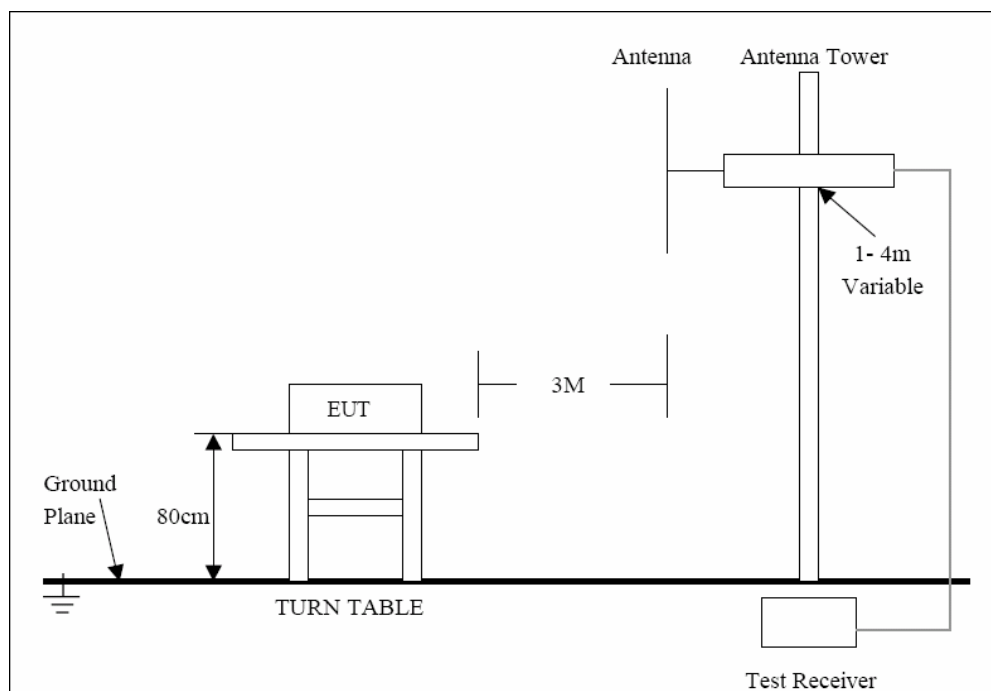 Antenna
Antenna Tower
1- 4m
Variable
3M
EUT
Ground
Plane
80cm
TURN TABLE
Test Receiver